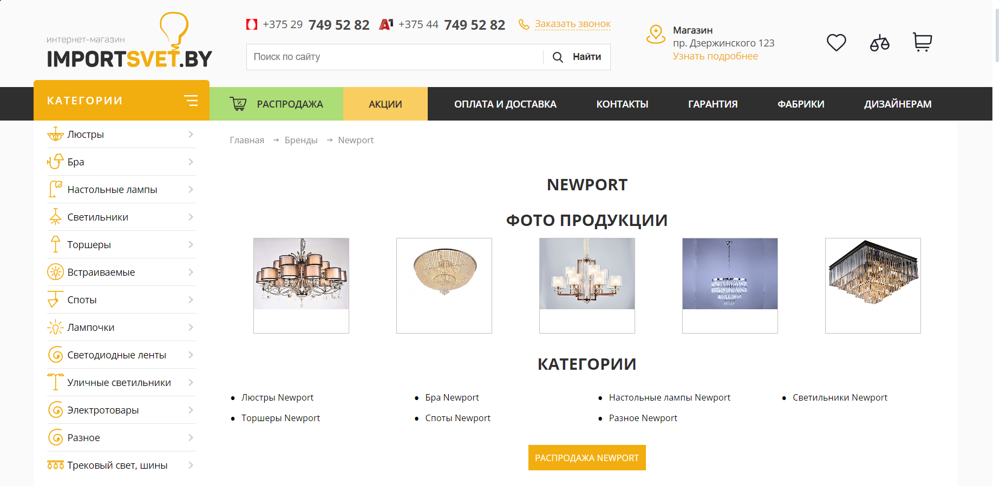 интернет-магазин
IMPORTSVET.BY
+375 29 749 52 82 A1 +375 44 749 52 82 Заказать звонок
Поиск по сайту Найти
Магазин
пр. Дзержинского 123
Узнать подробнее
КАТЕГОРИИ
РАСПРОДАЖА АКЦИИ ОПЛАТА И ДОСТАВКА КОНТАКТЫ ГАРАНТИЯ ФАБРИКИ ДИЗАЙНЕРАМ
Люстры
Бра
Настольные лампы
Светильники
Торшеры
Встраиваемые
Споты
Лампочки
Светодиодные ленты
Уличные светильники
Электротовары
Разное
Трековый свет, шины
Главная → Бренды → Newport
NEWPORT
ФОТО ПРОДУКЦИИ
КАТЕГОРИИ
• Люстры Newport • Бра Newport • Настольные лампы Newport • Светильники Newport
• Торшеры Newport • Споты Newport • Разное Newport
РАСПРОДАЖА NEWPORT